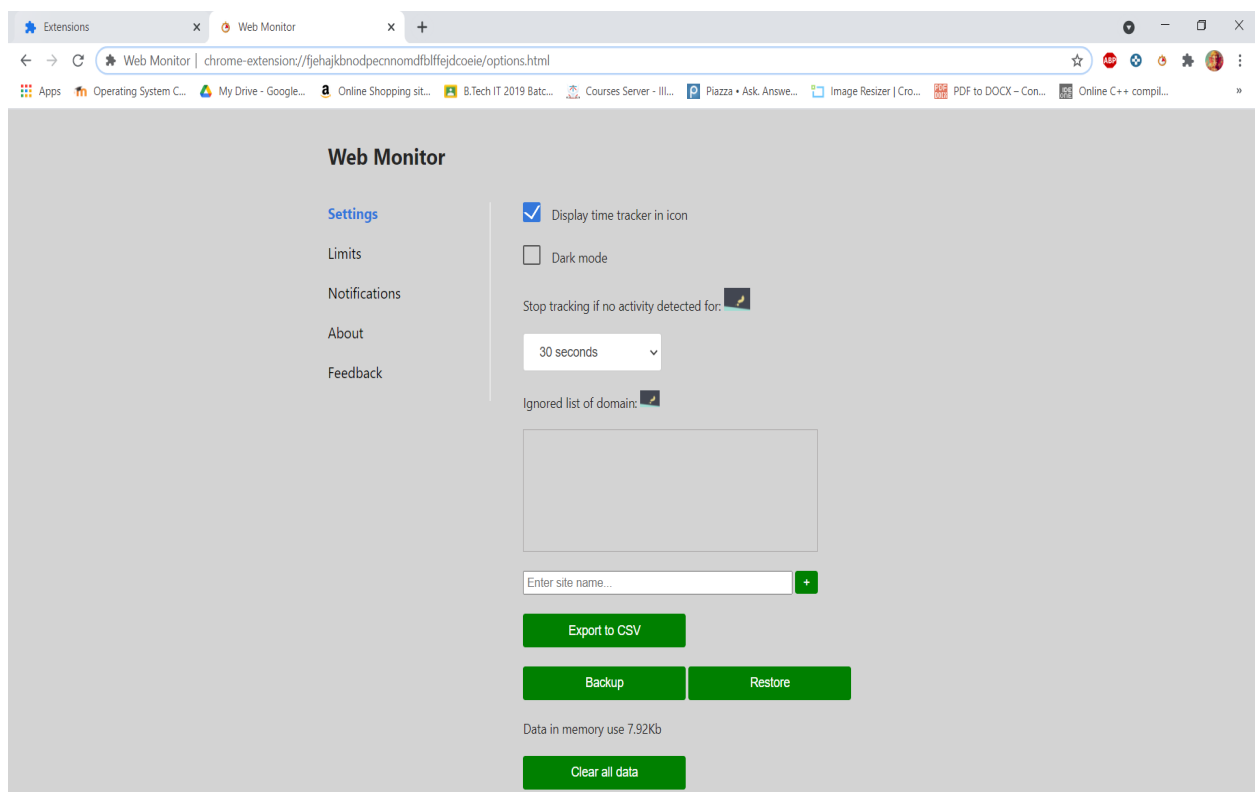 Extensions
Web Monitor
Web Monitor | chrome-extension://fjehajkbnodpecnnomdfblffejdcoeie/options.html
ABP
Apps
Operating System C...
My Drive - Google...
Online Shopping sit...
B.Tech IT 2019 Batc...
Courses Server - III...
Piazza • Ask. Answe...
Image Resizer | Cro...
PDF to DOCX – Con...
Online C++ compil...
»
Web Monitor
Settings
Limits
Notifications
About
Feedback
Display time tracker in icon
Dark mode
Stop tracking if no activity detected for:
30 seconds
Ignored list of domain:
Enter site name...
+
Export to CSV
Backup
Restore
Data in memory use 7.92Kb
Clear all data